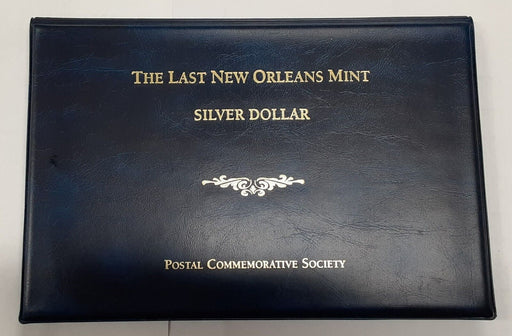 THE LAST NEW ORLEANS MINT
SILVER DOLLAR
POSTAL COMMEMORATIVE SOCIETY